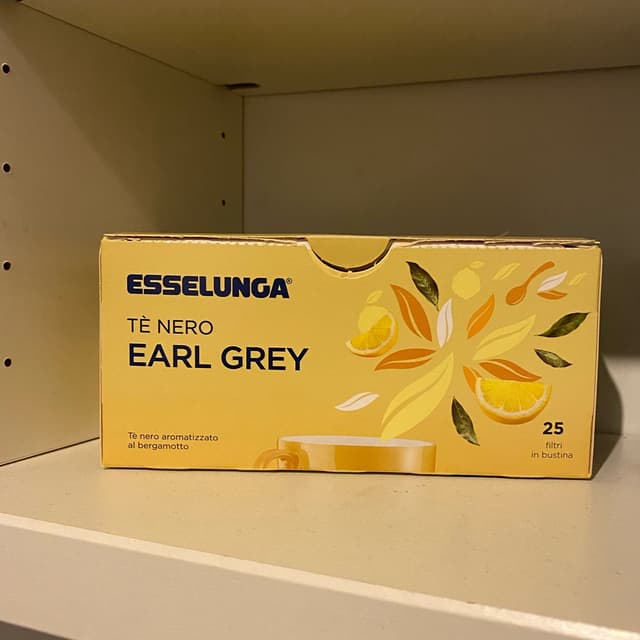 ESSELUNGA®
TÈ NERO
EARL GREY
Tè nero aromatizzato
al bergamotto
25
filtri
in bustina